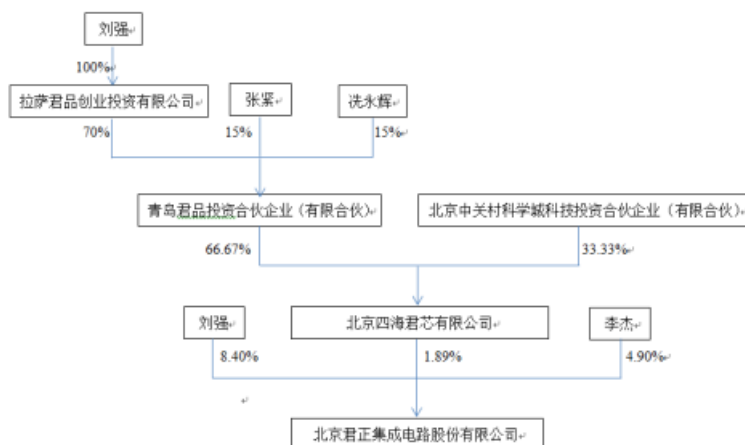 刘强
100%
拉萨君品创业投资有限公司
张紧
冼永辉
70%
15%
15%
青岛君品投资合伙企业（有限合伙）
北京中关村科学城科技投资合伙企业（有限合伙）
66.67%
33.33%
刘强
北京四海君芯有限公司
李杰
8.40%
1.89%
4.90%
北京君正集成电路股份有限公司